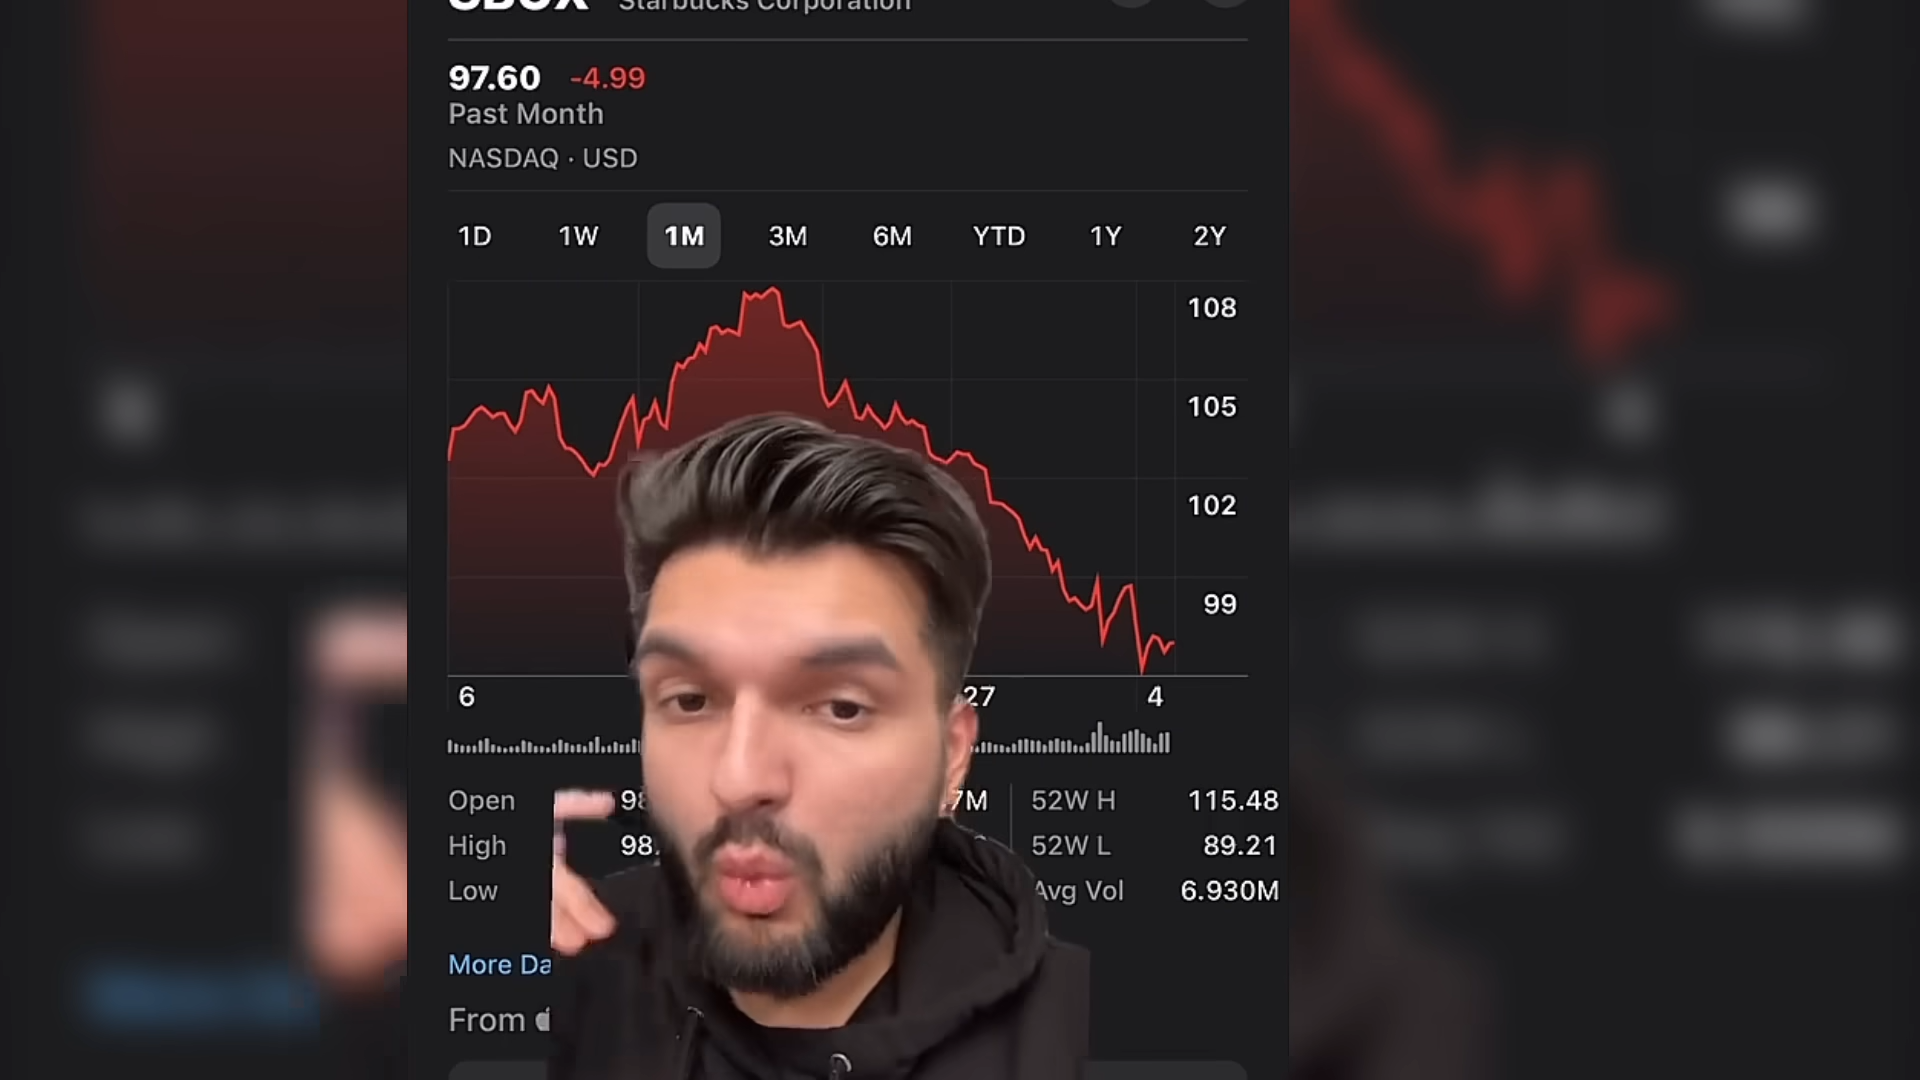 Starbucks Corporation
97.60 -4.99
Past Month
NASDAQ · USD
1D 1W 1M 3M 6M YTD 1Y 2Y
108
105
102
99
6 27 4
Open 52W H 115.48
High 98. 52W L 89.21
Low Avg Vol 6.930M
More Da
From